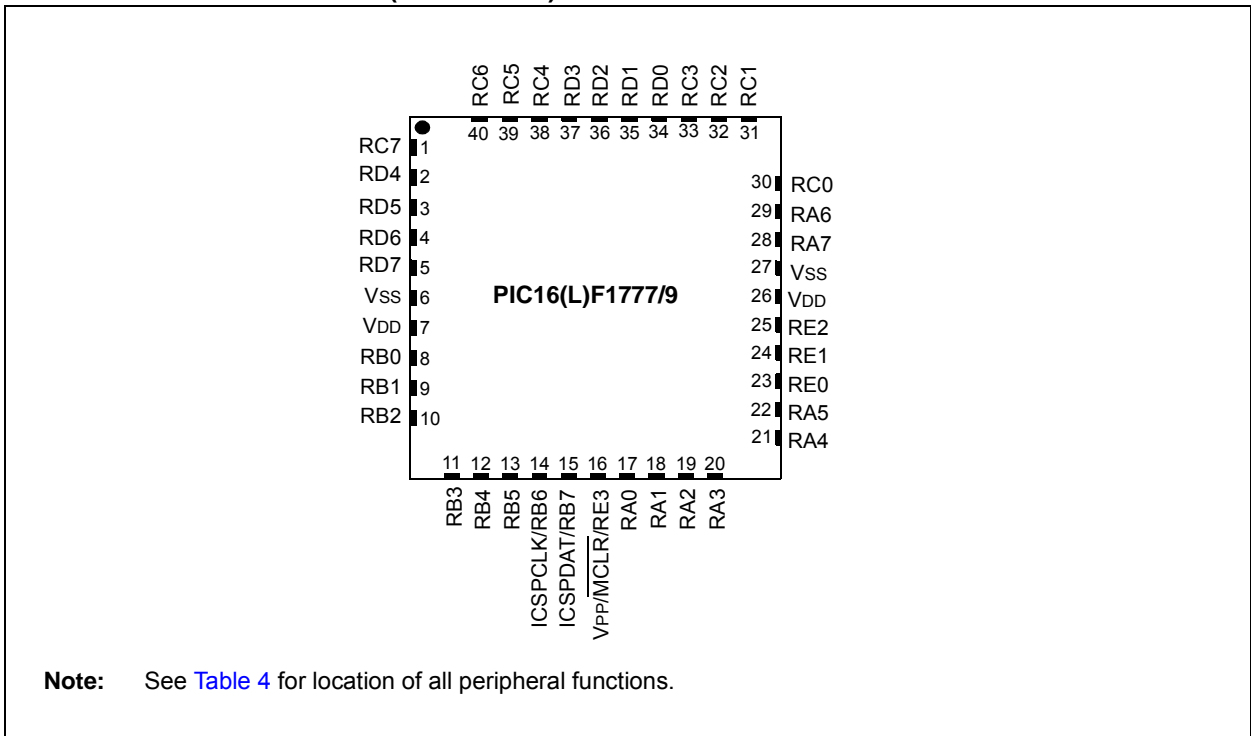 RC6 RC5 RC4 RD3 RD2 RD1 RD0 RC3 RC2 RC1
40 39 38 37 36 35 34 33 32 31
RC7 1
RD4 2
RD5 3
RD6 4
RD7 5
VSS 6
VDD 7
RB0 8
RB1 9
RB2 10
PIC16(L)F1777/9
30 RC0
29 RA6
28 RA7
27 VSS
26 VDD
25 RE2
24 RE1
23 RE0
22 RA5
21 RA4
11 12 13 14 15 16 17 18 19 20
RB3 RB4 RB5 ICSPCLK/RB6 ICSPDAT/RB7 VPP/MCLR/RE3 RA0 RA1 RA2 RA3
Note: See Table 4 for location of all peripheral functions.